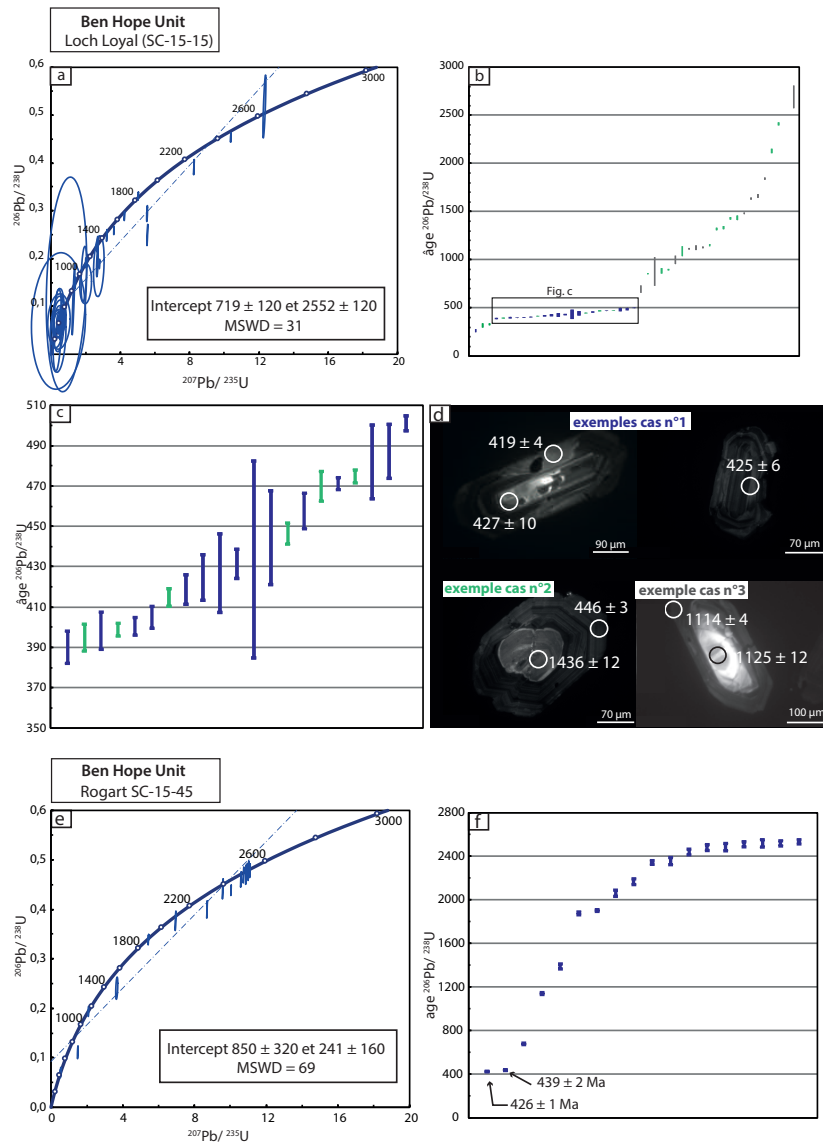 Ben Hope Unit
Loch Loyal (SC-15-15)
a
0,6
0,5
0,4
0,3
0,2
0,1
206Pb/ 238U
1000
1400
1800
2200
2600
3000
Intercept 719 ± 120 et 2552 ± 120
MSWD = 31
4
8
12
16
20
207Pb/ 235U
b
3000
2500
2000
1500
1000
500
0
âge 206Pb/238U
Fig. c
c
510
490
470
450
430
410
390
370
350
âge 206Pb/238U
d
exemples cas n°1
419 ± 4
427 ± 10
90 µm
425 ± 6
70 µm
exemple cas n°2
446 ± 3
1436 ± 12
70 µm
exemple cas n°3
1114 ± 4
1125 ± 12
100 µm
Ben Hope Unit
Rogart SC-15-45
e
0,6
0,5
0,4
0,3
0,2
0,1
0,0
206Pb/ 238U
1000
1400
1800
2200
2600
3000
Intercept 850 ± 320 et 241 ± 160
MSWD = 69
0
4
8
12
16
20
207Pb/ 235U
f
2800
2400
2000
1600
1200
800
400
0
age 206Pb/ 238U
439 ± 2 Ma
426 ± 1 Ma